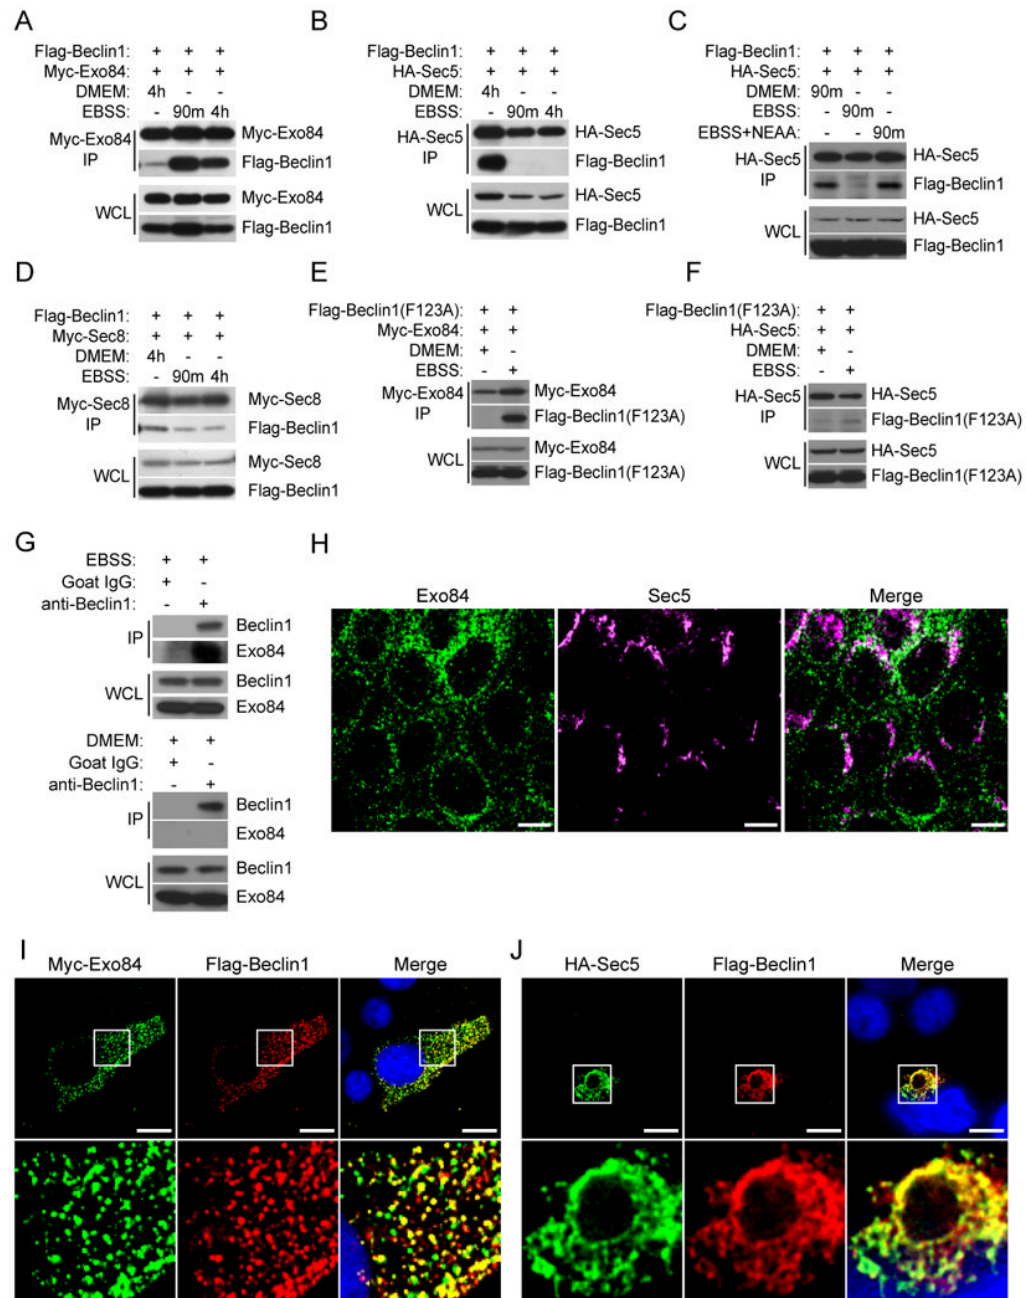 A
Flag-Beclin1: + + +
Myc-Exo84: + + +
DMEM: 4h - -
EBSS: - 90m 4h
Myc-Exo84 IP
Myc-Exo84
Flag-Beclin1
WCL
Myc-Exo84
Flag-Beclin1
B
Flag-Beclin1: + + +
HA-Sec5: + + +
DMEM: 4h - -
EBSS: - 90m 4h
HA-Sec5 IP
HA-Sec5
Flag-Beclin1
WCL
HA-Sec5
Flag-Beclin1
C
Flag-Beclin1: + + +
HA-Sec5: + + +
DMEM: 90m - -
EBSS: - 90m -
EBSS+NEAA: - - 90m
HA-Sec5 IP
HA-Sec5
Flag-Beclin1
WCL
HA-Sec5
Flag-Beclin1
D
Flag-Beclin1: + + +
Myc-Sec8: + + +
DMEM: 4h - -
EBSS: - 90m 4h
Myc-Sec8 IP
Myc-Sec8
Flag-Beclin1
WCL
Myc-Sec8
Flag-Beclin1
E
Flag-Beclin1(F123A): + +
Myc-Exo84: + +
DMEM: + -
EBSS: - +
Myc-Exo84 IP
Myc-Exo84
Flag-Beclin1(F123A)
WCL
Myc-Exo84
Flag-Beclin1(F123A)
F
Flag-Beclin1(F123A): + +
HA-Sec5: + +
DMEM: + -
EBSS: - +
HA-Sec5 IP
HA-Sec5
Flag-Beclin1(F123A)
WCL
HA-Sec5
Flag-Beclin1(F123A)
G
EBSS: + +
Goat IgG: + -
anti-Beclin1: - +
IP
Beclin1
Exo84
WCL
Beclin1
Exo84
DMEM: + +
Goat IgG: + -
anti-Beclin1: - +
IP
Beclin1
Exo84
WCL
Beclin1
Exo84
H
Exo84 Sec5 Merge
I
Myc-Exo84 Flag-Beclin1 Merge
J
HA-Sec5 Flag-Beclin1 Merge